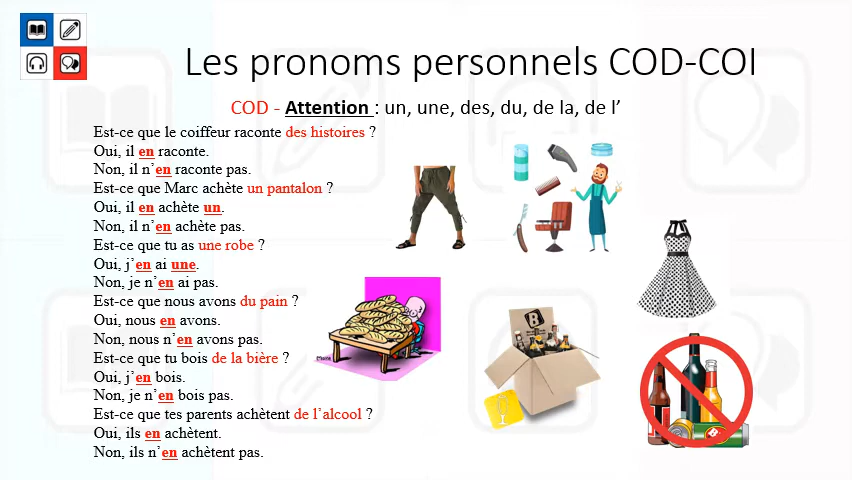 Les pronoms personnels COD-COI
COD - Attention : un, une, des, du, de la, de l’
Est-ce que le coiffeur raconte des histoires ?
Oui, il en raconte.
Non, il n’en raconte pas.
Est-ce que Marc achète un pantalon ?
Oui, il en achète un.
Non, il n’en achète pas.
Est-ce que tu as une robe ?
Oui, j’en ai une.
Non, je n’en ai pas.
Est-ce que nous avons du pain ?
Oui, nous en avons.
Non, nous n’en avons pas.
Est-ce que tu bois de la bière ?
Oui, j’en bois.
Non, je n’en bois pas.
Est-ce que tes parents achètent de l’alcool ?
Oui, ils en achètent.
Non, ils n’en achètent pas.
B